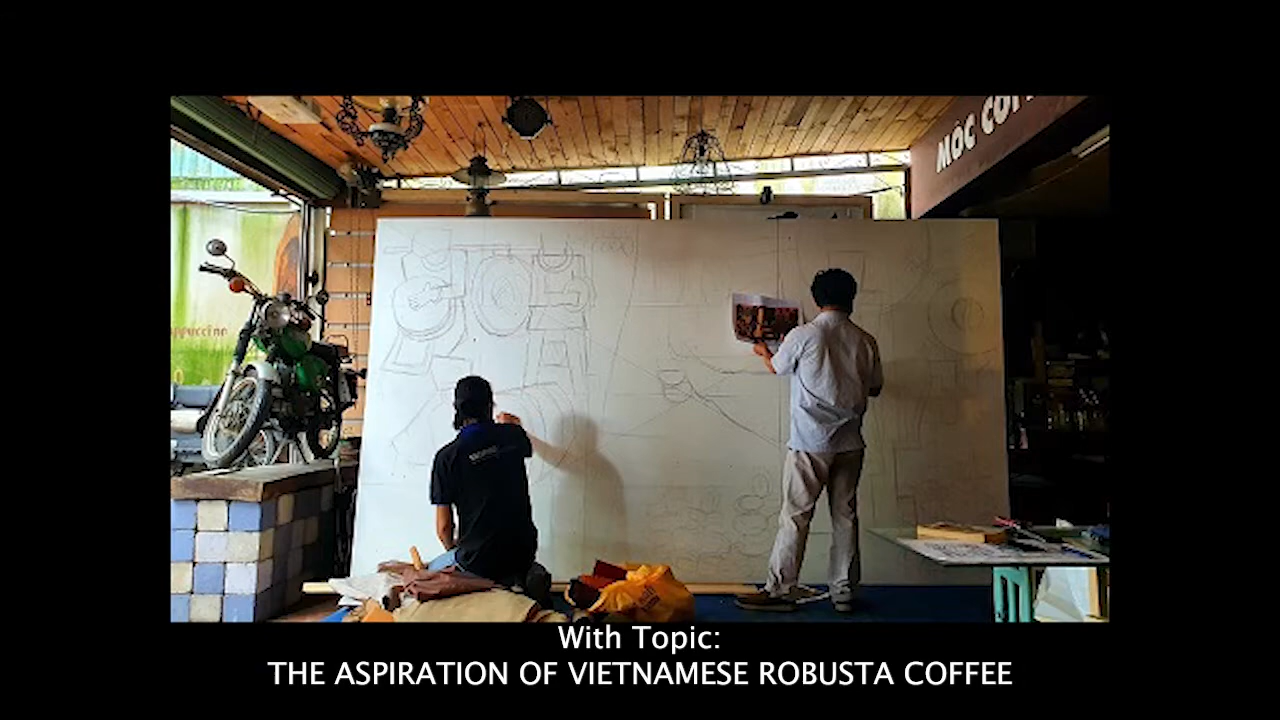 MỘC
With Topic:
THE ASPIRATION OF VIETNAMESE ROBUSTA COFFEE